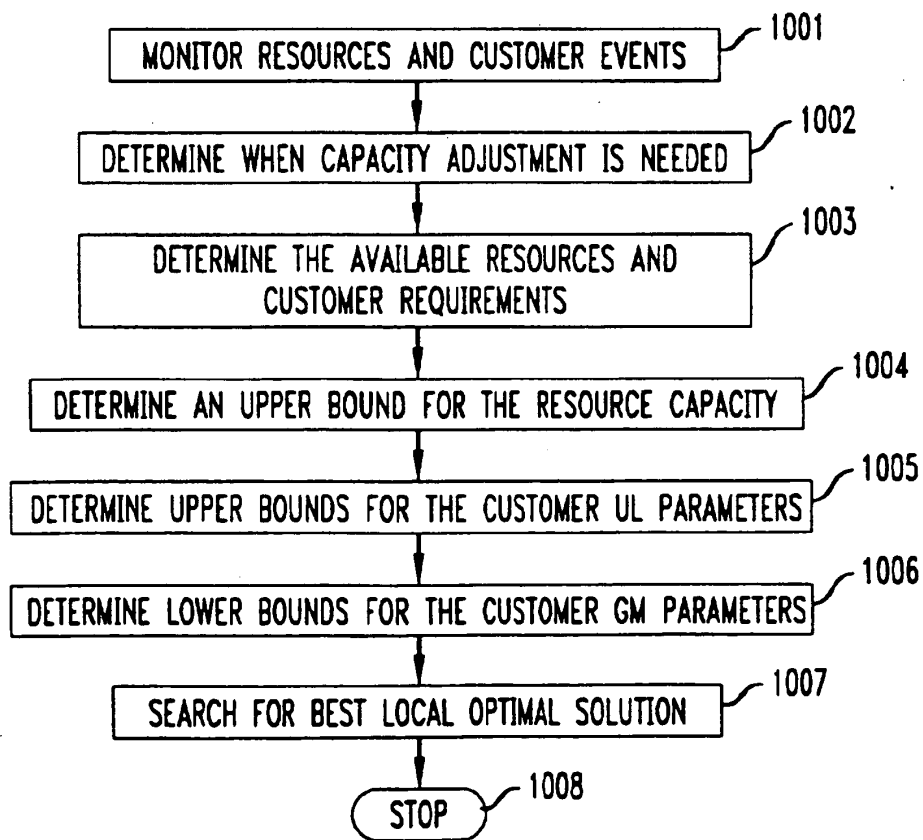 1001
MONITOR RESOURCES AND CUSTOMER EVENTS
1002
DETERMINE WHEN CAPACITY ADJUSTMENT IS NEEDED
1003
DETERMINE THE AVAILABLE RESOURCES AND
CUSTOMER REQUIREMENTS
1004
DETERMINE AN UPPER BOUND FOR THE RESOURCE CAPACITY
1005
DETERMINE UPPER BOUNDS FOR THE CUSTOMER UL PARAMETERS
1006
DETERMINE LOWER BOUNDS FOR THE CUSTOMER GM PARAMETERS
1007
SEARCH FOR BEST LOCAL OPTIMAL SOLUTION
1008
STOP